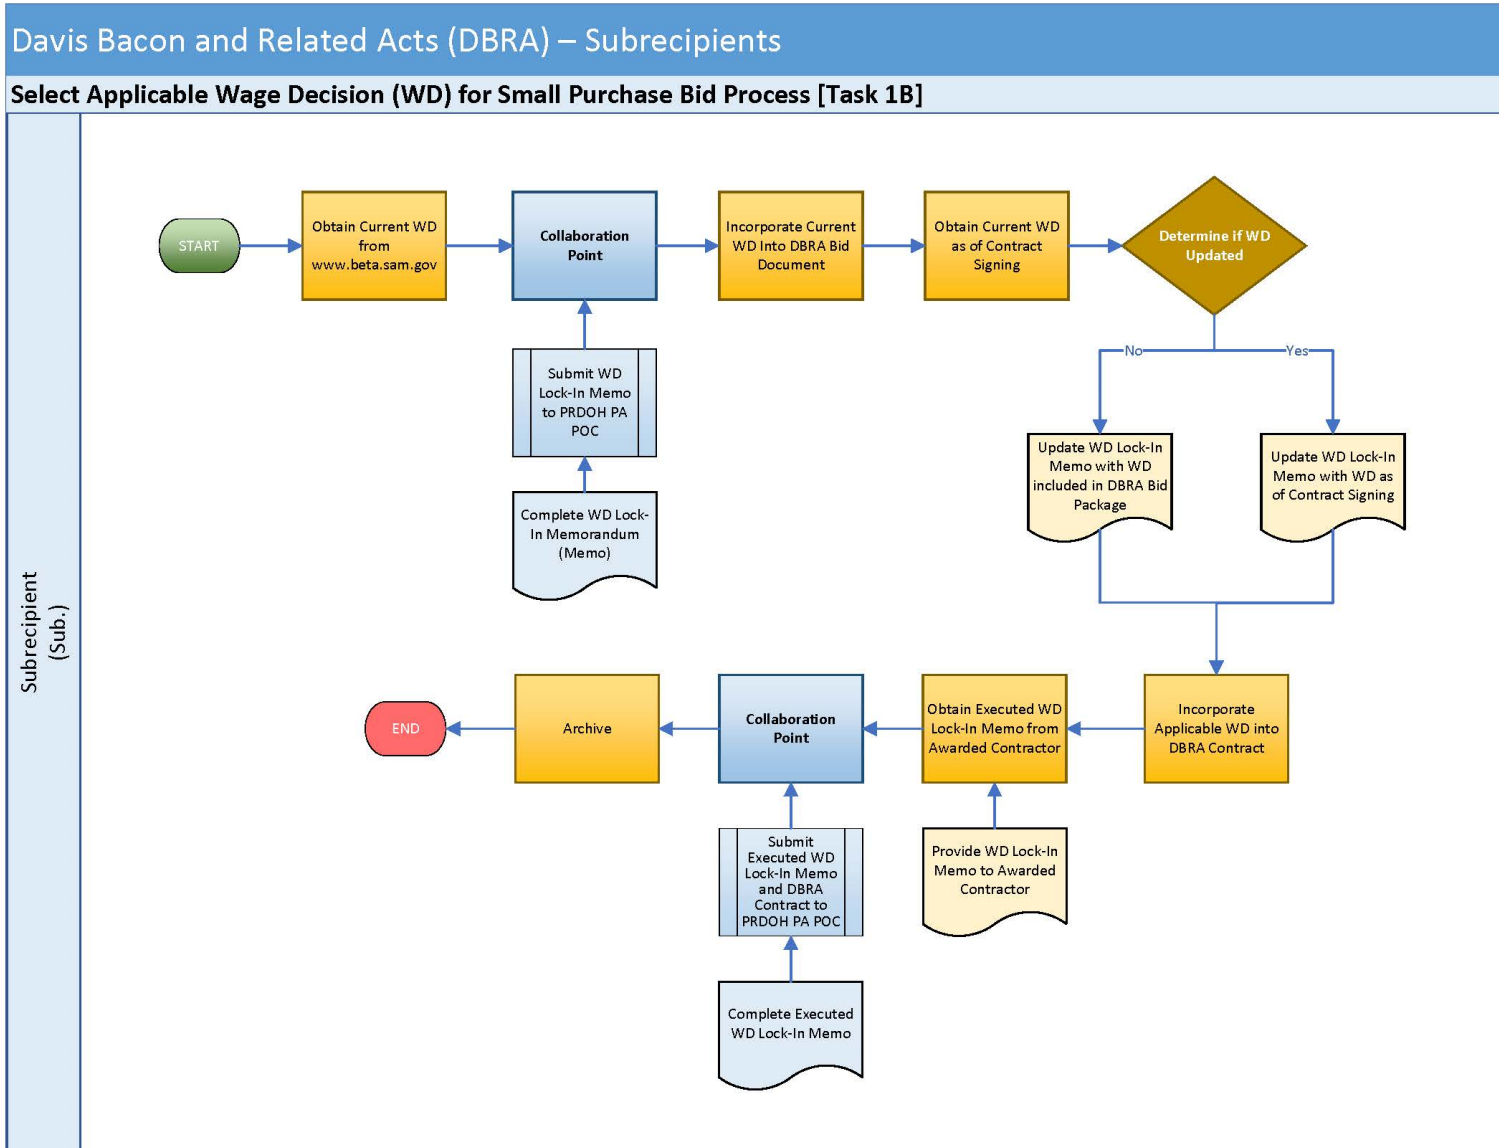 Davis Bacon and Related Acts (DBRA) – Subrecipients
Select Applicable Wage Decision (WD) for Small Purchase Bid Process [Task 1B]
Subrecipient
(Sub.)
START
Obtain Current WD
from
www.beta.sam.gov
Collaboration
Point
Incorporate Current
WD Into DBRA Bid
Document
Obtain Current WD
as of Contract
Signing
Determine if WD
Updated
No
Yes
Submit WD
Lock-In Memo
to PRDOH PA
POC
Complete WD Lock-
In Memorandum
(Memo)
Update WD Lock-In
Memo with WD
included in DBRA Bid
Package
Update WD Lock-In
Memo with WD as
of Contract Signing
END
Archive
Collaboration
Point
Obtain Executed WD
Lock-In Memo from
Awarded Contractor
Incorporate
Applicable WD into
DBRA Contract
Submit
Executed WD
Lock-In Memo
and DBRA
Contract to
PRDOH PA POC
Provide WD Lock-In
Memo to Awarded
Contractor
Complete Executed
WD Lock-In Memo